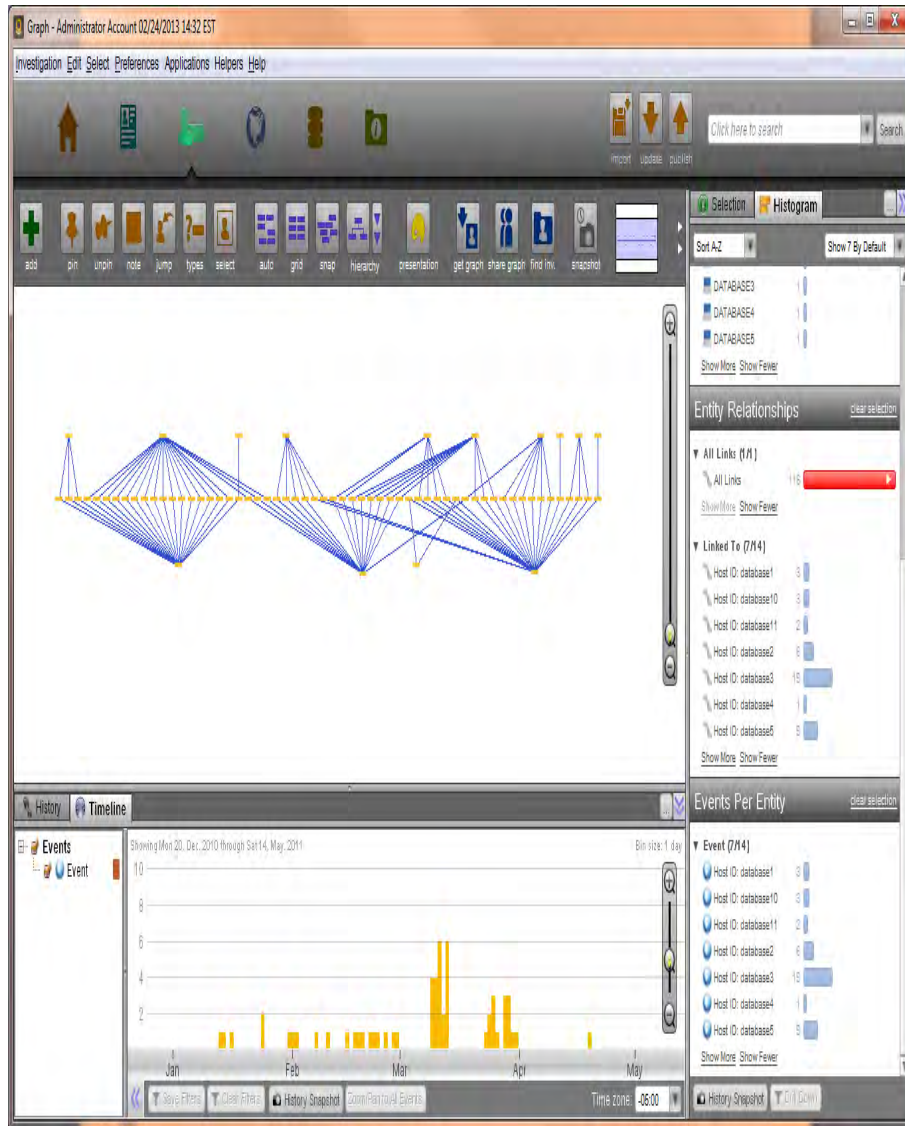 Graph - Administrator Account 02/24/2013 14:32 EST
Investigation Edit Select Preferences Applications Helpers Help
import update publish
Click here to search
Search
add pin unpin note jump types select auto grid snap hierarchy presentation get graph share graph find inv. snapshot
Selection Histogram ...
Sort A-Z Show 7 By Default
DATABASE3 1
DATABASE4 1
DATABASE5 1
Show More Show Fewer
Entity Relationships clear selection
All Links (1/1)
All Links 116
Show More Show Fewer
Linked To (7/14)
Host ID: database1 3
Host ID: database10 3
Host ID: database11 2
Host ID: database2 6
Host ID: database3
Host ID: database4 1
Host ID: database5 9
Show More Show Fewer
Events Per Entity clear selection
Event (7/14)
Host ID: database1 3
Host ID: database10 3
Host ID: database11 2
Host ID: database2 6
Host ID: database3
Host ID: database4 1
Host ID: database5 9
Show More Show Fewer
History Snapshot Drill Down
History Timeline ...
Events
Event
Showing Mon 20, Dec, 2010 through Sat 14, May, 2011 Bin size: 1 day
10
8
6
4
2
Jan Feb Mar Apr May
Save Filters Clear Filters History Snapshot Zoom/Pan to All Events Time zone: -05:00